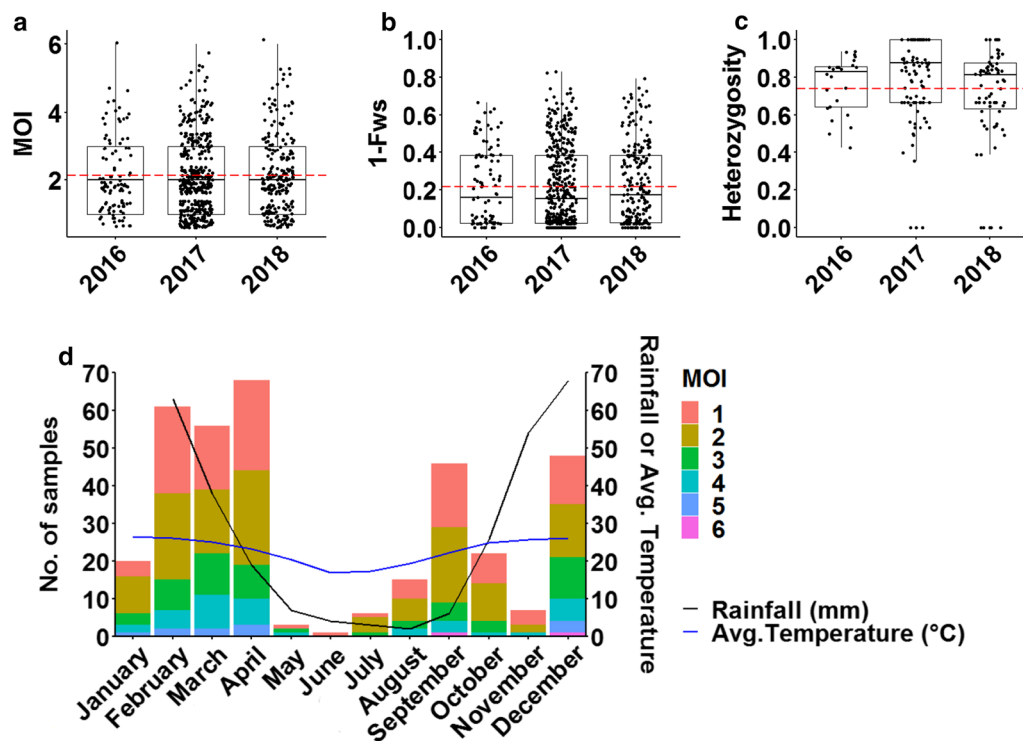 a
MOI
6
4
2
2016
2017
2018
b
1-Fws
1.0
0.8
0.6
0.4
0.2
0.0
2016
2017
2018
c
Heterozygosity
1.0
0.8
0.6
0.4
0.2
0.0
2016
2017
2018
d
No. of samples
70
60
50
40
30
20
10
0
January
February
March
April
May
June
July
August
September
October
November
December
70
60
50
40
30
20
10
0
Rainfall or Avg. Temperature
MOI
1
2
3
4
5
6
Rainfall (mm)
Avg.Temperature (°C)